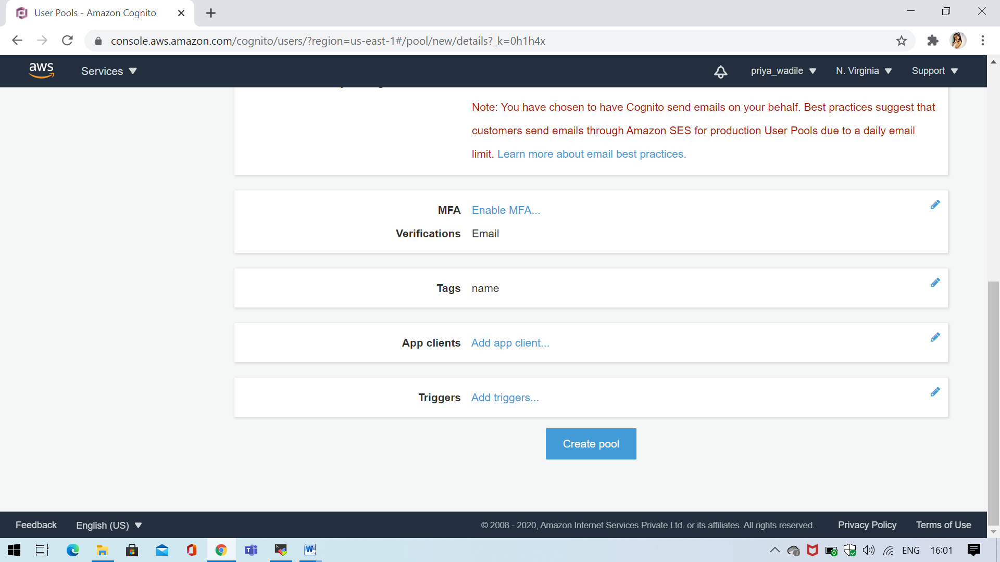 User Pools - Amazon Cognito
console.aws.amazon.com/cognito/users/?region=us-east-1#/pool/new/details?_k=0h1h4x
aws Services priya_wadile N. Virginia Support
Note: You have chosen to have Cognito send emails on your behalf. Best practices suggest that
customers send emails through Amazon SES for production User Pools due to a daily email
limit. Learn more about email best practices.
MFA Enable MFA...
Verifications Email
Tags name
App clients Add app client...
Triggers Add triggers...
Create pool
Feedback English (US) © 2008 - 2020, Amazon Internet Services Private Ltd. or its affiliates. All rights reserved. Privacy Policy Terms of Use
ENG 16:01